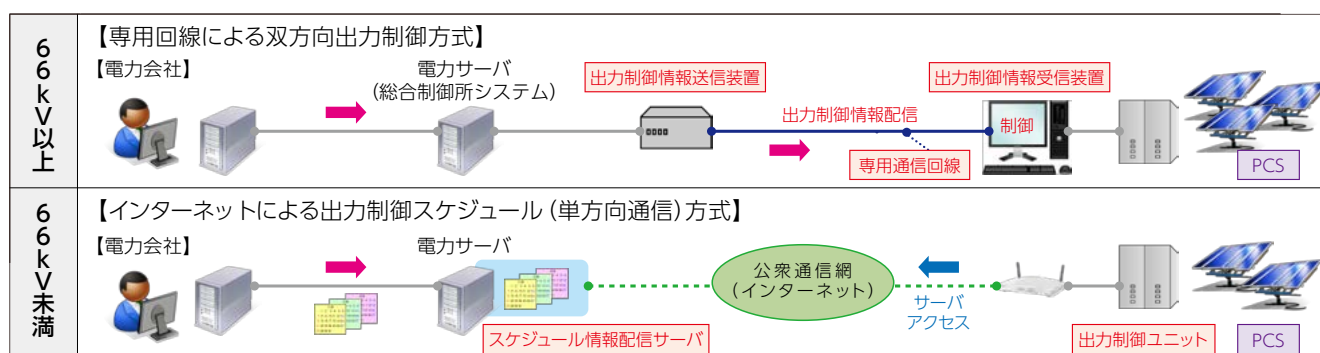 66kV以上
【専用回線による双方向出力制御方式】
【電力会社】
電力サーバ
(総合制御所システム)
出力制御情報送信装置
出力制御情報配信
専用通信回線
出力制御情報受信装置
制御
PCS
66kV未満
【インターネットによる出力制御スケジュール(単方向通信)方式】
【電力会社】
電力サーバ
スケジュール情報配信サーバ
公衆通信網
(インターネット)
サーバ
アクセス
出力制御ユニット
PCS